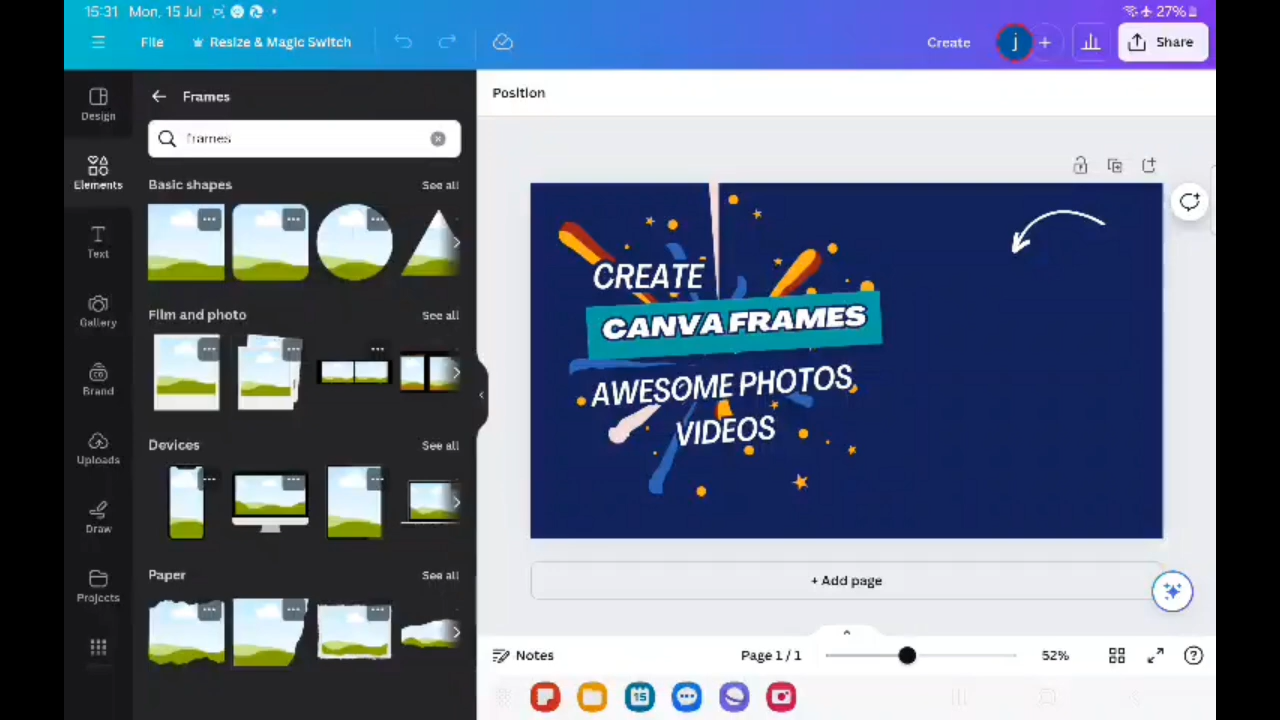 15:31 Mon, 15 Jul
27%
File
Resize & Magic Switch
Create
j
Share
Design
Elements
Text
Gallery
Brand
Uploads
Draw
Projects
Frames
frames
Basic shapes See all
Film and photo See all
Devices See all
Paper See all
Position
CREATE
CANVA FRAMES
AWESOME PHOTOS
VIDEOS
+ Add page
Notes
Page 1 / 1
52%
15